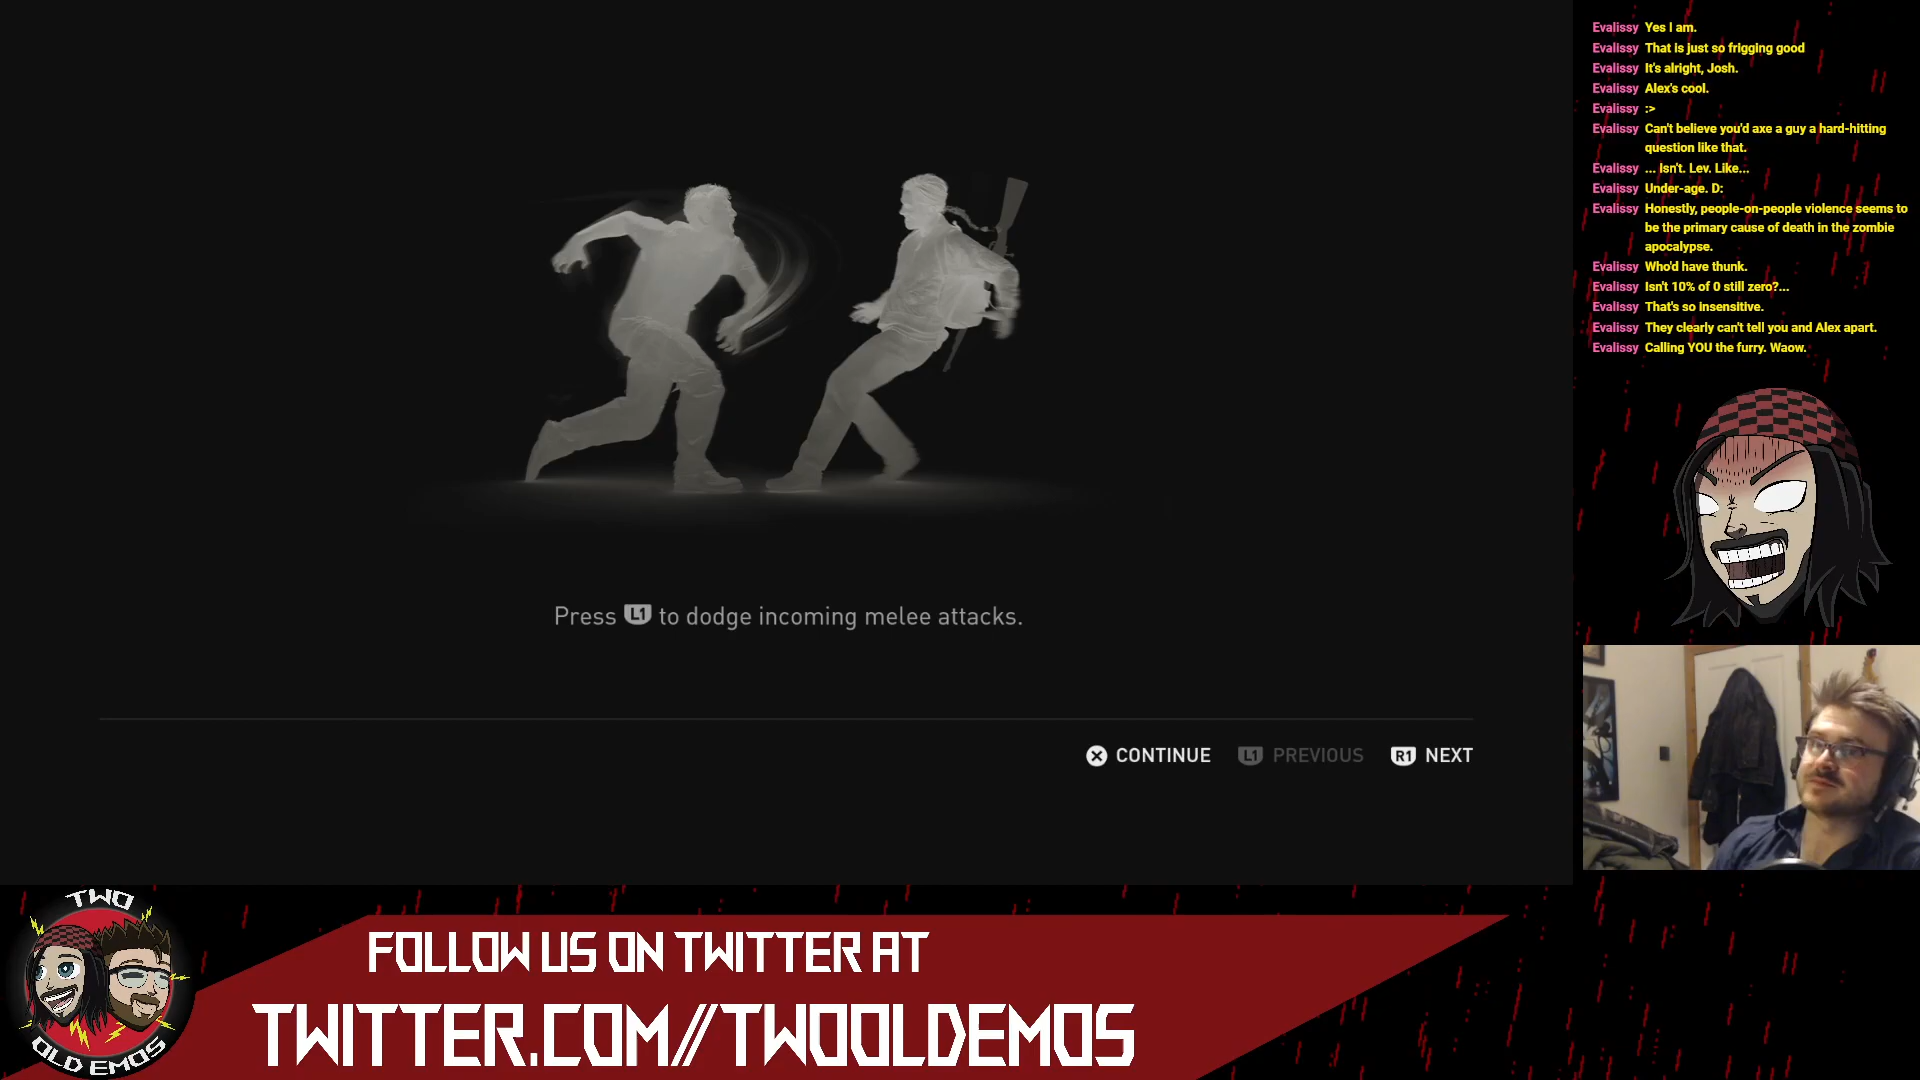 Evalissy Yes I am.
Evalissy That is just so frigging good
Evalissy It's alright, Josh.
Evalissy Alex's cool.
Evalissy :>
Evalissy Can't believe you'd axe a guy a hard-hitting
question like that.
Evalissy ... Isn't. Lev. Like...
Evalissy Under-age. D:
Evalissy Honestly, people-on-people violence seems to
be the primary cause of death in the zombie
apocalypse.
Evalissy Who'd have thunk.
Evalissy Isn't 10% of 0 still zero?...
Evalissy That's so insensitive.
Evalissy They clearly can't tell you and Alex apart.
Evalissy Calling YOU the furry. Waow.
Press L1 to dodge incoming melee attacks.
CONTINUE L1 PREVIOUS R1 NEXT
TWO
OLD EMOS
FOLLOW US ON TWITTER AT
TWITTER.COM//TWOOLDEMOS